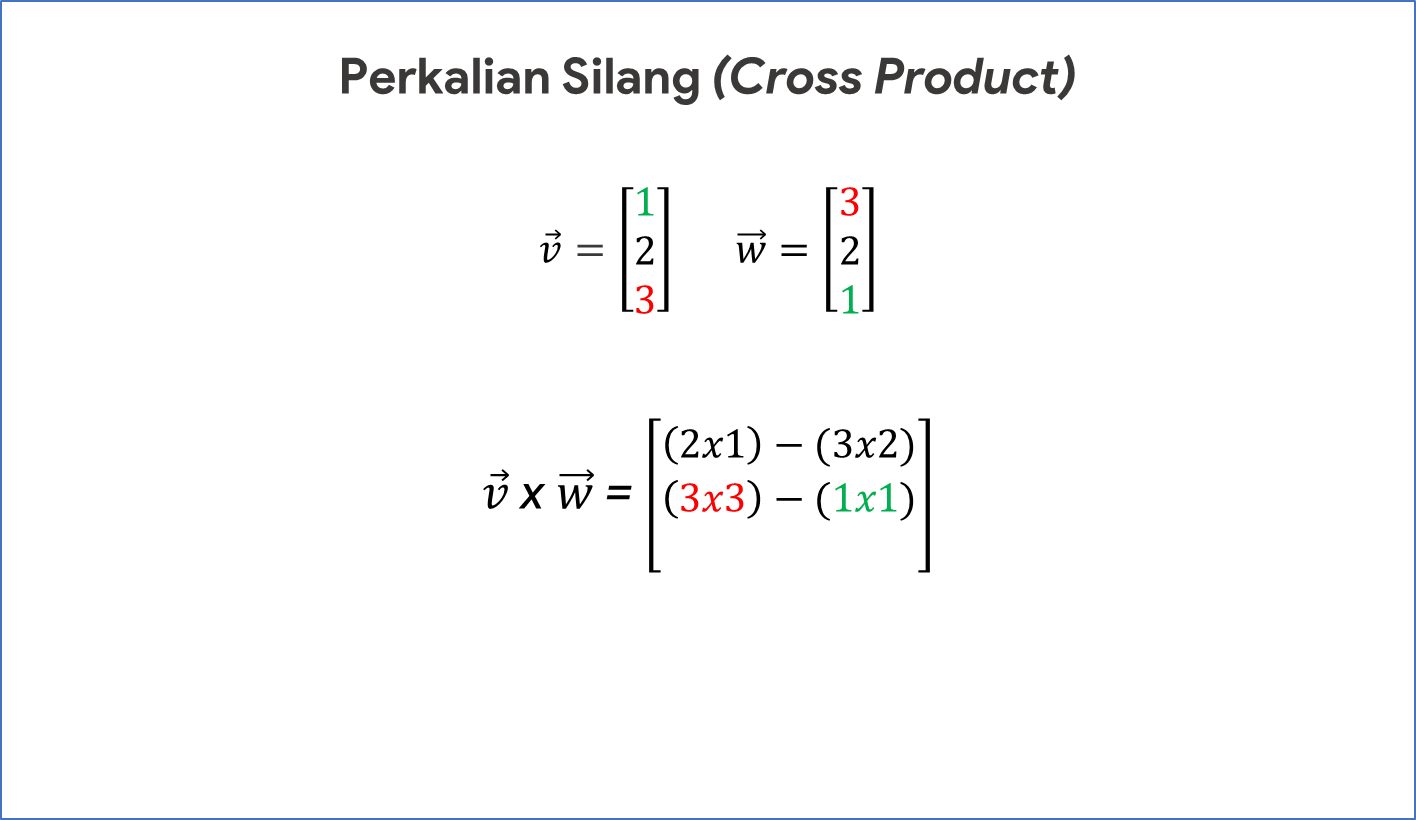 Perkalian Silang (Cross Product)
v⃗ = [1 2 3] w⃗ = [3 2 1]
v⃗ x w⃗ = [(2x1) − (3x2)
(3x3) − (1x1)]